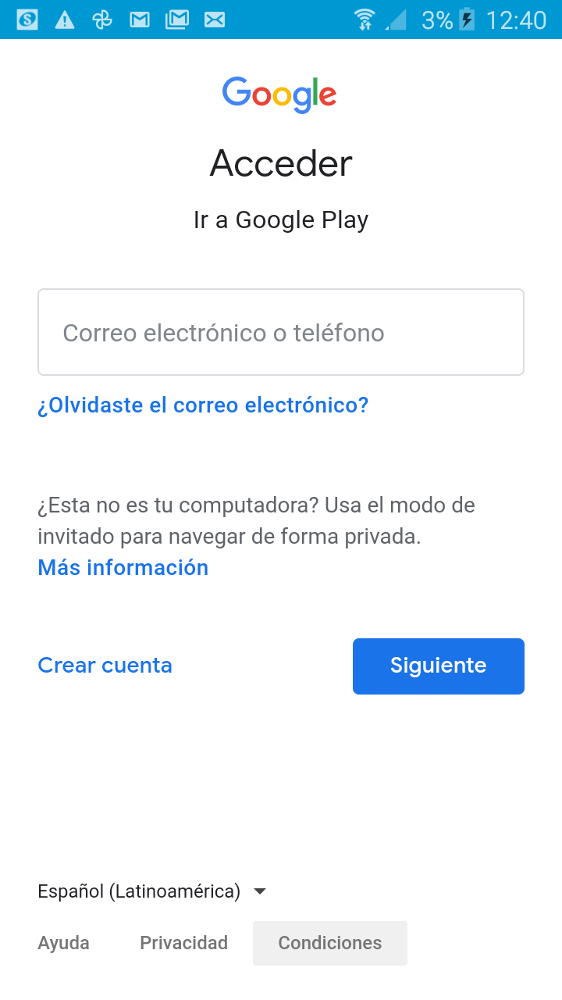 3% 12:40
Google
Acceder
Ir a Google Play
Correo electrónico o teléfono
¿Olvidaste el correo electrónico?
¿Esta no es tu computadora? Usa el modo de
invitado para navegar de forma privada.
Más información
Crear cuenta Siguiente
Español (Latinoamérica)
Ayuda Privacidad Condiciones